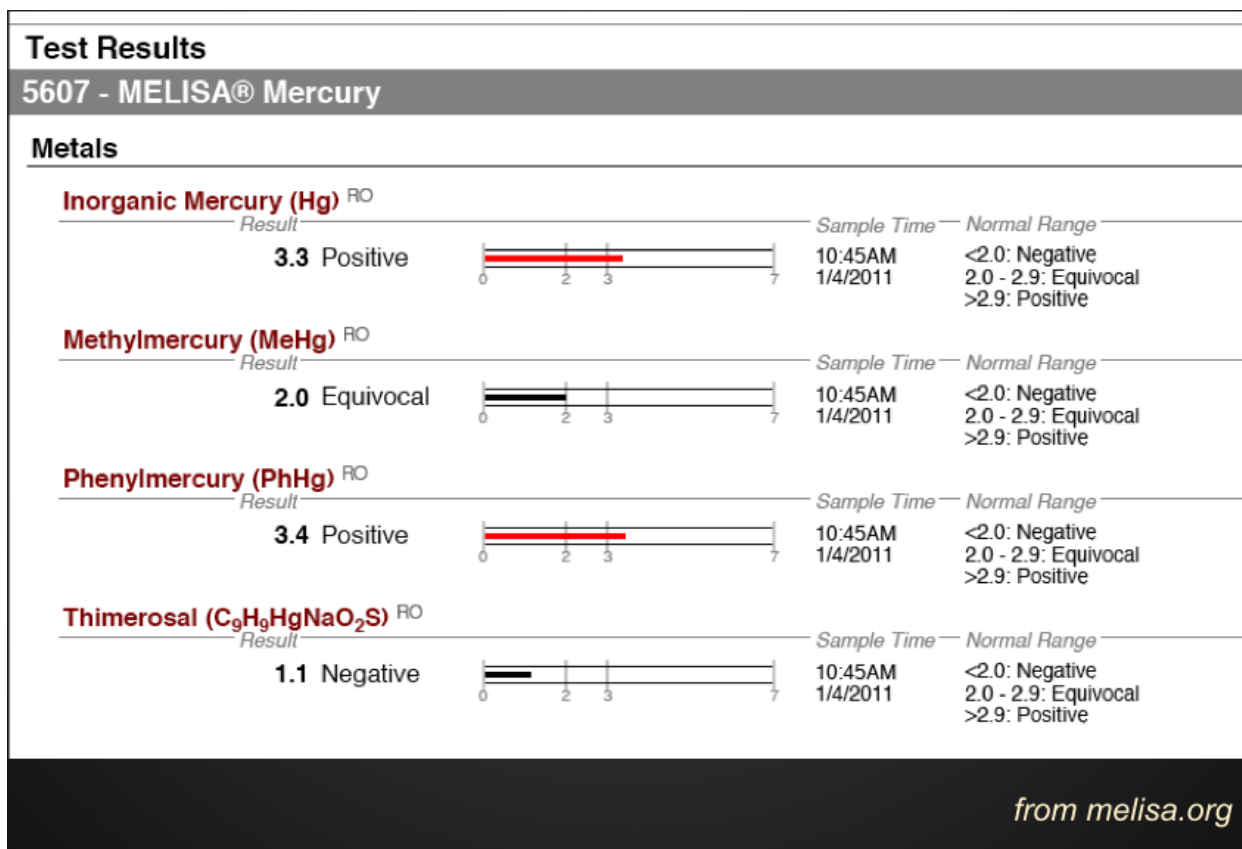 Test Results
5607 - MELISA® Mercury
Metals
Inorganic Mercury (Hg) RO
Result Sample Time Normal Range
3.3 Positive 10:45AM <2.0: Negative
1/4/2011 2.0 - 2.9: Equivocal
0 2 3 7 >2.9: Positive
Methylmercury (MeHg) RO
Result Sample Time Normal Range
2.0 Equivocal 10:45AM <2.0: Negative
1/4/2011 2.0 - 2.9: Equivocal
0 2 3 7 >2.9: Positive
Phenylmercury (PhHg) RO
Result Sample Time Normal Range
3.4 Positive 10:45AM <2.0: Negative
1/4/2011 2.0 - 2.9: Equivocal
0 2 3 7 >2.9: Positive
Thimerosal (C₉H₉HgNaO₂S) RO
Result Sample Time Normal Range
1.1 Negative 10:45AM <2.0: Negative
1/4/2011 2.0 - 2.9: Equivocal
0 2 3 7 >2.9: Positive
from melisa.org